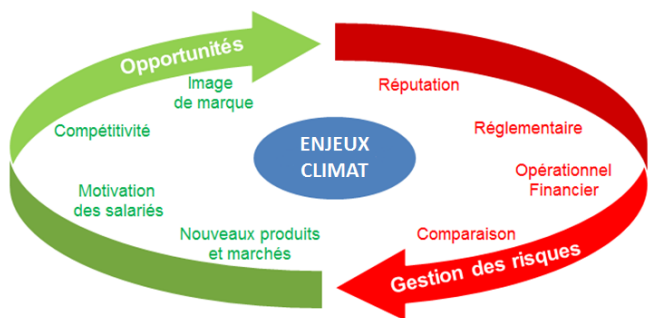 Opportunités
Image
de marque
Compétitivité
Motivation
des salariés
Nouveaux produits
et marchés
ENJEUX
CLIMAT
Réputation
Réglementaire
Opérationnel
Financier
Comparaison
Gestion des risques